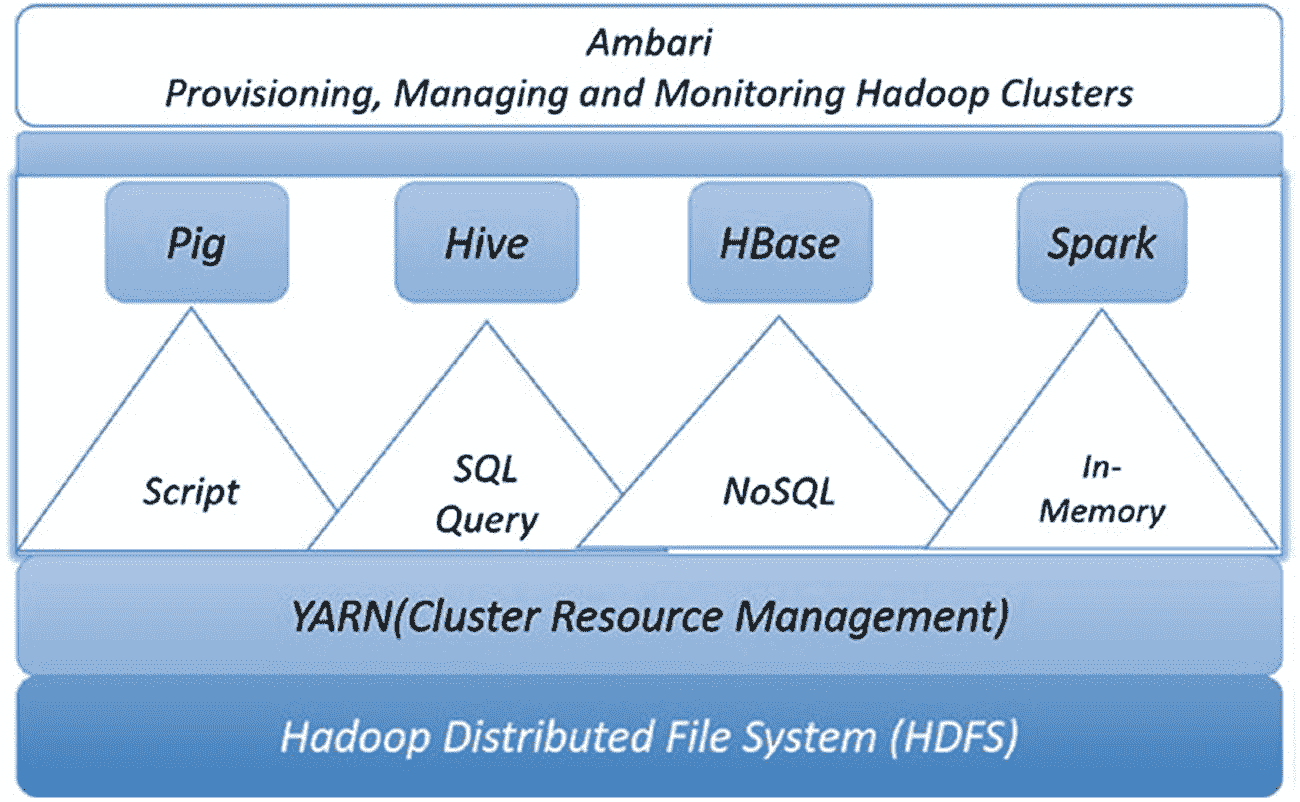 Ambari
Provisioning, Managing and Monitoring Hadoop Clusters
Pig
Hive
HBase
Spark
Script
SQL
Query
NoSQL
In-
Memory
YARN(Cluster Resource Management)
Hadoop Distributed File System (HDFS)